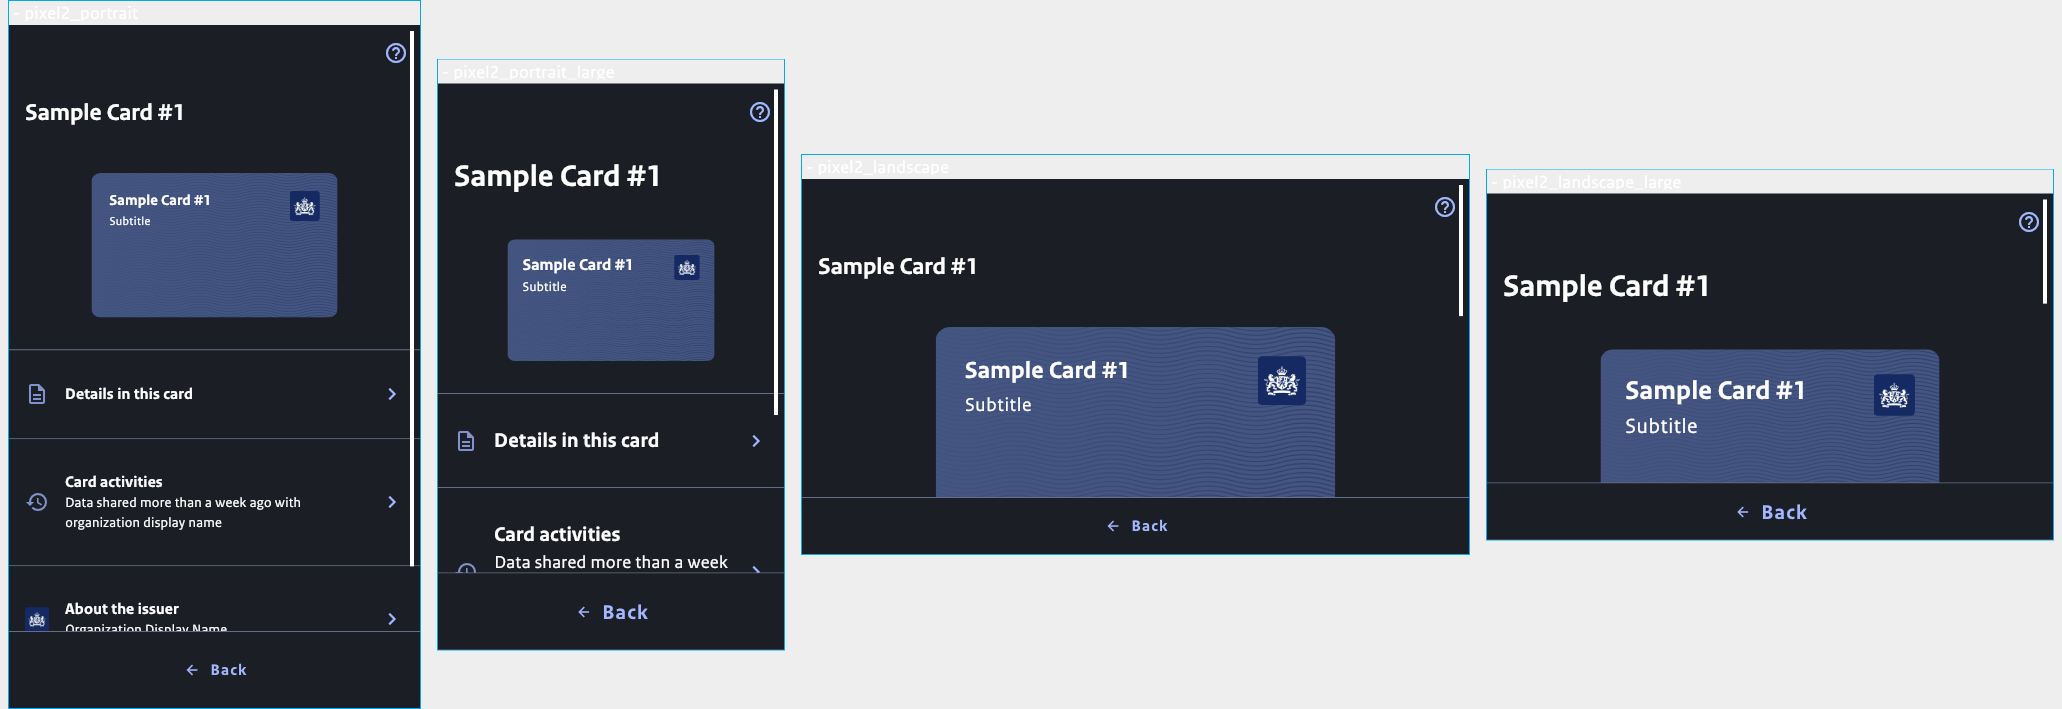 - pixel2_portrait
Sample Card #1
Sample Card #1
Subtitle
Details in this card
Card activities
Data shared more than a week ago with
organization display name
About the issuer
Organization Display Name
Back
- pixel2_portrait_large
Sample Card #1
Sample Card #1
Subtitle
Details in this card
Card activities
Data shared more than a week
Back
- pixel2_landscape
Sample Card #1
Sample Card #1
Subtitle
Back
- pixel2_landscape_large
Sample Card #1
Sample Card #1
Subtitle
Back